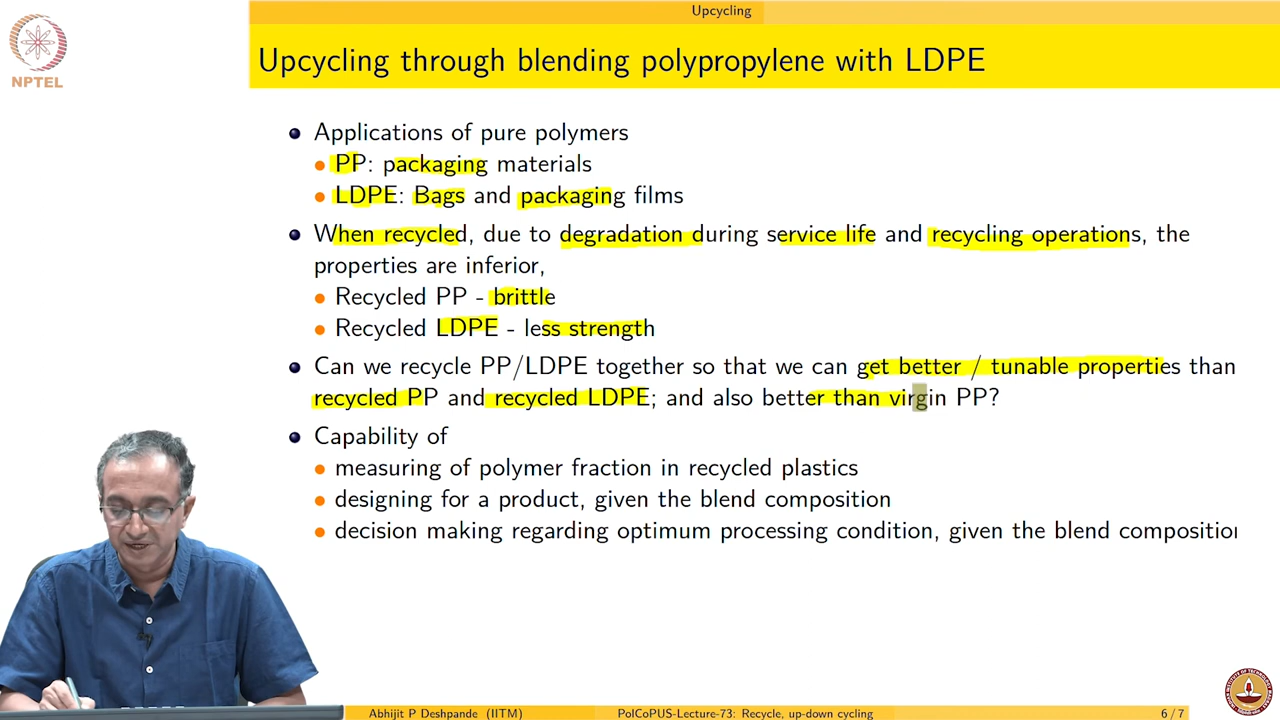 Upcycling
NPTEL
Upcycling through blending polypropylene with LDPE
Applications of pure polymers
PP: packaging materials
LDPE: Bags and packaging films
When recycled, due to degradation during service life and recycling operations, the
properties are inferior,
Recycled PP - brittle
Recycled LDPE - less strength
Can we recycle PP/LDPE together so that we can get better / tunable properties than
recycled PP and recycled LDPE; and also better than virgin PP?
Capability of
measuring of polymer fraction in recycled plastics
designing for a product, given the blend composition
decision making regarding optimum processing condition, given the blend composition
Abhijit P Deshpande (IITM) PolCoPUS-Lecture-73: Recycle, up-down cycling 6 / 7